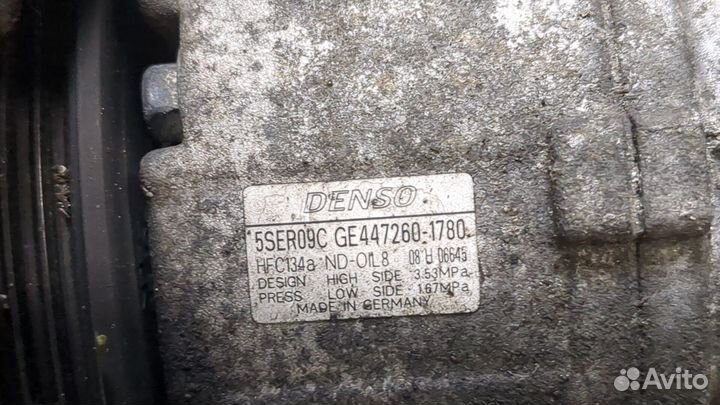 DENSO
5SER09C GE447260-1780
HFC134a ND-OIL8 08'H 06645
DESIGN HIGH SIDE 3.53MPa
PRESS LOW SIDE 1.67MPa
MADE IN GERMANY
Avito